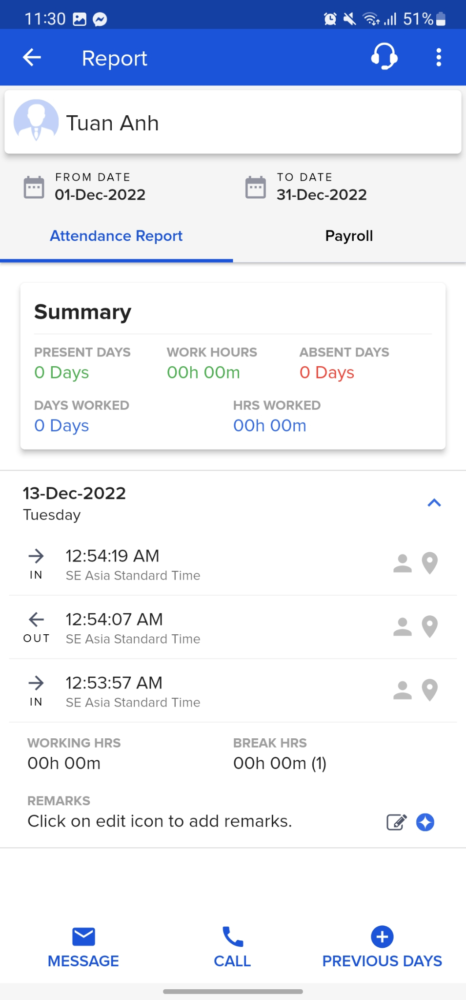 11:30 51%
Report
Tuan Anh
FROM DATE TO DATE
01-Dec-2022 31-Dec-2022
Attendance Report Payroll
Summary
PRESENT DAYS WORK HOURS ABSENT DAYS
0 Days 00h 00m 0 Days
DAYS WORKED HRS WORKED
0 Days 00h 00m
13-Dec-2022
Tuesday
12:54:19 AM
IN SE Asia Standard Time
12:54:07 AM
OUT SE Asia Standard Time
12:53:57 AM
IN SE Asia Standard Time
WORKING HRS BREAK HRS
00h 00m 00h 00m (1)
REMARKS
Click on edit icon to add remarks.
MESSAGE CALL PREVIOUS DAYS